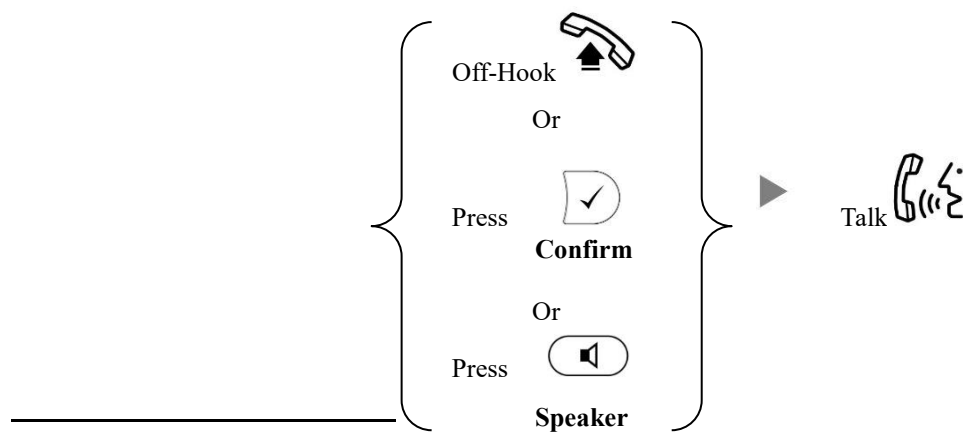 Off-Hook
Or
Press
Confirm
Talk
Or
Press
Speaker